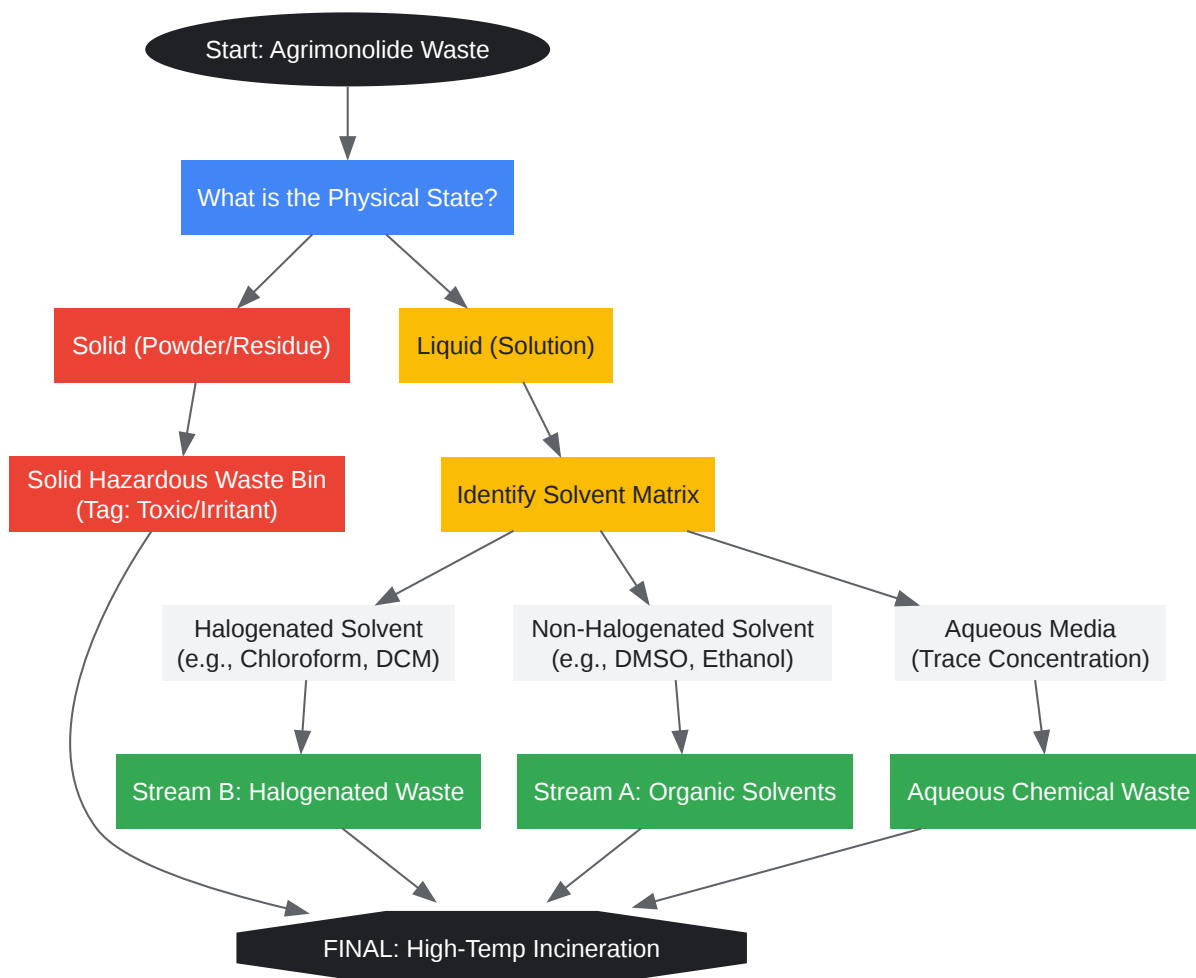 Start: Agrimonolide Waste
What is the Physical State?
Solid (Powder/Residue)
Liquid (Solution)
Solid Hazardous Waste Bin
(Tag: Toxic/Irritant)
Identify Solvent Matrix
Halogenated Solvent
(e.g., Chloroform, DCM)
Non-Halogenated Solvent
(e.g., DMSO, Ethanol)
Aqueous Media
(Trace Concentration)
Stream B: Halogenated Waste
Stream A: Organic Solvents
Aqueous Chemical Waste
FINAL: High-Temp Incineration